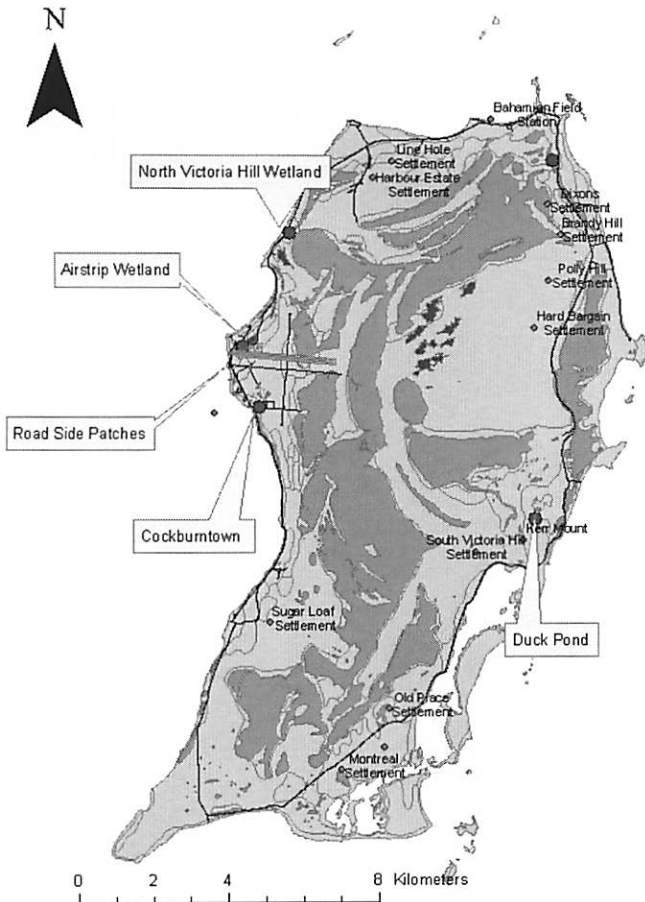 N
Bahamian Field
Station
Line Hole
Settlement
Harbour Estate
Settlement
North Victoria Hill Wetland
Dixons
Settlement
Brandy Hill
Settlement
Airstrip Wetland
Polly Hill
Settlement
Hard Bargain
Settlement
Road Side Patches
Cockburntown
Kerr Mount
South Victoria Hill
Settlement
Duck Pond
Sugar Loaf
Settlement
Old Place
Settlement
Montreal
Settlement
0 2 4 8 Kilometers